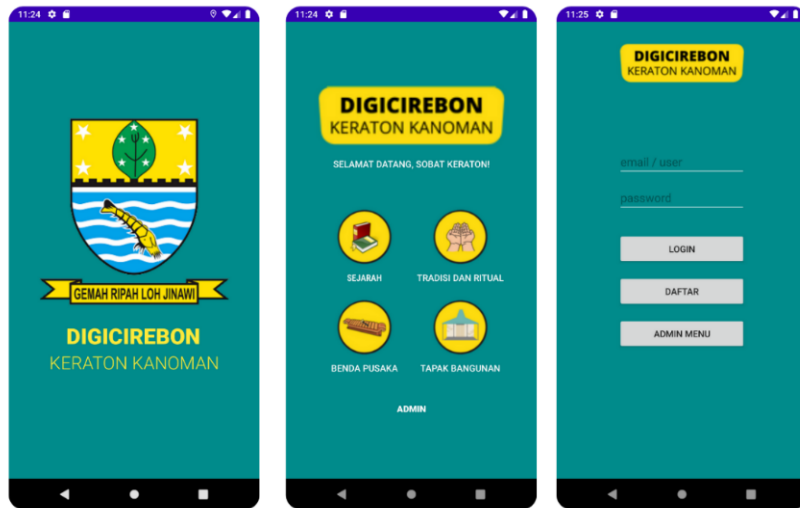 11:24
GEMAH RIPAH LOH JINAWI
DIGICIREBON
KERATON KANOMAN
11:24
DIGICIREBON
KERATON KANOMAN
SELAMAT DATANG, SOBAT KERATON!
SEJARAH
TRADISI DAN RITUAL
BENDA PUSAKA
TAPAK BANGUNAN
ADMIN
11:25
DIGICIREBON
KERATON KANOMAN
email / user
password
LOGIN
DAFTAR
ADMIN MENU